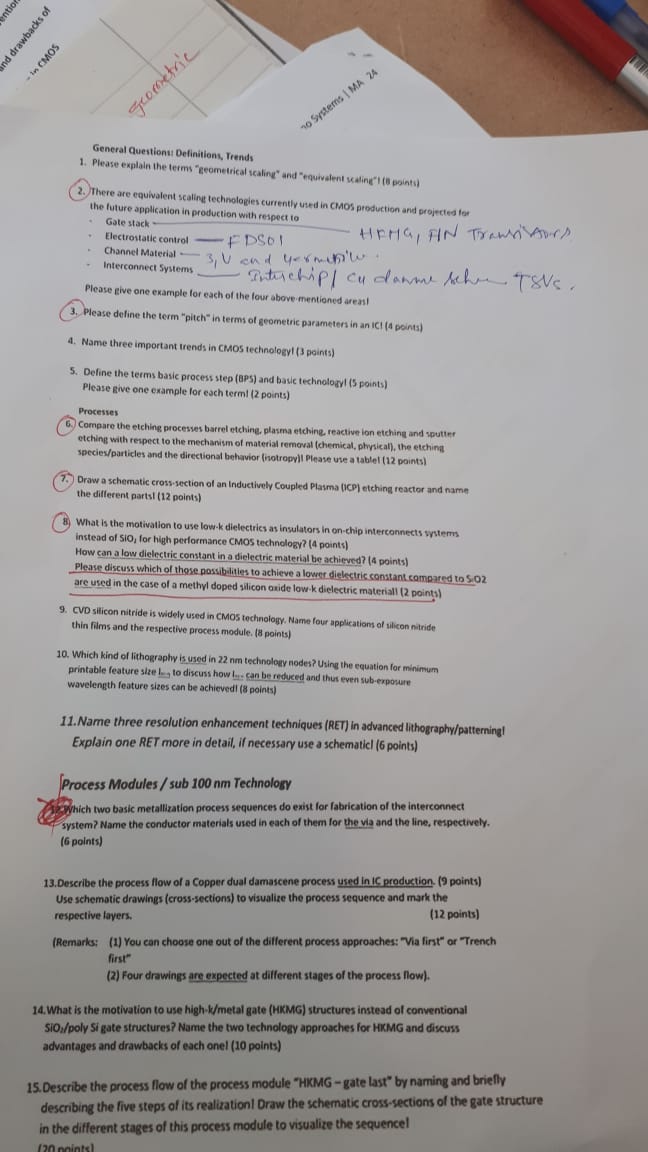 and drawbacks of
- in CMOS
geometric
no Systems | MA 24
General Questions: Definitions, Trends
1. Please explain the terms "geometrical scaling" and "equivalent scaling"! (8 points)
2. There are equivalent scaling technologies currently used in CMOS production and projected for
the future application in production with respect to
- Gate stack HKMG, FIN Transistors
- Electrostatic control FDSOI
- Channel Material 3, V and
- Interconnect Systems Interchip / Cu TSVs.
Please give one example for each of the four above-mentioned areas!
3. Please define the term "pitch" in terms of geometric parameters in an IC! (4 points)
4. Name three important trends in CMOS technology! (3 points)
5. Define the terms basic process step (BPS) and basic technology! (5 points)
Please give one example for each term! (2 points)
Processes
6. Compare the etching processes barrel etching, plasma etching, reactive ion etching and sputter
etching with respect to the mechanism of material removal (chemical, physical), the etching
species/particles and the directional behavior (isotropy)! Please use a table! (12 points)
7. Draw a schematic cross-section of an Inductively Coupled Plasma (ICP) etching reactor and name
the different parts! (12 points)
8. What is the motivation to use low-k dielectrics as insulators in on-chip interconnects systems
instead of SiO₂ for high performance CMOS technology? (4 points)
How can a low dielectric constant in a dielectric material be achieved? (4 points)
Please discuss which of those possibilities to achieve a lower dielectric constant compared to SiO2
are used in the case of a methyl doped silicon oxide low-k dielectric material! (2 points)
9. CVD silicon nitride is widely used in CMOS technology. Name four applications of silicon nitride
thin films and the respective process module. (8 points)
10. Which kind of lithography is used in 22 nm technology nodes? Using the equation for minimum
printable feature size to discuss how can be reduced and thus even sub-exposure
wavelength feature sizes can be achieved! (8 points)
11.Name three resolution enhancement techniques (RET) in advanced lithography/patterning!
Explain one RET more in detail, if necessary use a schematic! (6 points)
Process Modules / sub 100 nm Technology
12.Which two basic metallization process sequences do exist for fabrication of the interconnect
system? Name the conductor materials used in each of them for the via and the line, respectively.
(6 points)
13.Describe the process flow of a Copper dual damascene process used in IC production. (9 points)
Use schematic drawings (cross-sections) to visualize the process sequence and mark the
respective layers. (12 points)
(Remarks: (1) You can choose one out of the different process approaches: "Via first" or "Trench
first"
(2) Four drawings are expected at different stages of the process flow).
14.What is the motivation to use high-k/metal gate (HKMG) structures instead of conventional
SiO₂/poly Si gate structures? Name the two technology approaches for HKMG and discuss
advantages and drawbacks of each one! (10 points)
15.Describe the process flow of the process module "HKMG – gate last" by naming and briefly
describing the five steps of its realization! Draw the schematic cross-sections of the gate structure
in the different stages of this process module to visualize the sequence!
(20 points)